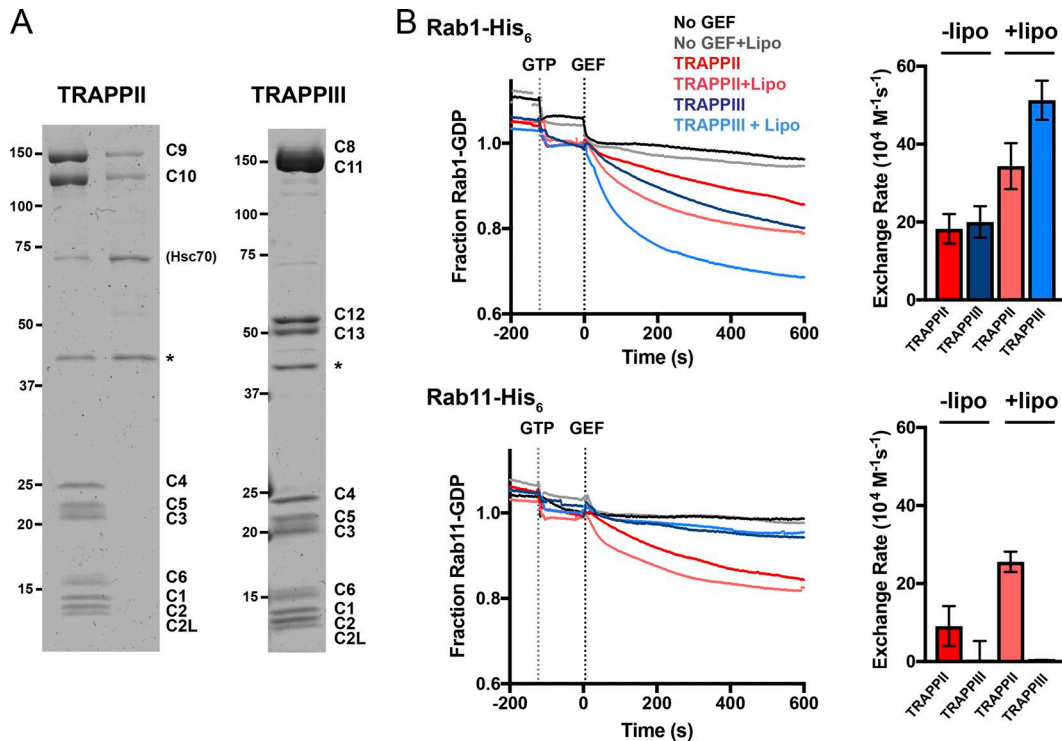 A
TRAPPII
150
100
75
50
37
25
20
15
C9
C10
(Hsc70)
*
C4
C5
C3
C6
C1
C2
C2L
TRAPPIII
150
100
75
50
37
25
20
15
C8
C11
C12
C13
*
C4
C5
C3
C6
C1
C2
C2L
B
Rab1-His6
No GEF
No GEF+Lipo
TRAPPII
TRAPPII+Lipo
TRAPPIII
TRAPPIII + Lipo
GTP GEF
Fraction Rab1-GDP
1.0
0.8
0.6
-200 0 200 400 600
Time (s)
-lipo +lipo
Exchange Rate (10⁴ M⁻¹s⁻¹)
60
40
20
0
TRAPPII TRAPPIII TRAPPII TRAPPIII
Rab11-His6
GTP GEF
Fraction Rab11-GDP
1.0
0.8
0.6
-200 0 200 400 600
Time (s)
-lipo +lipo
Exchange Rate (10⁴ M⁻¹s⁻¹)
60
40
20
0
TRAPPII TRAPPIII TRAPPII TRAPPIII